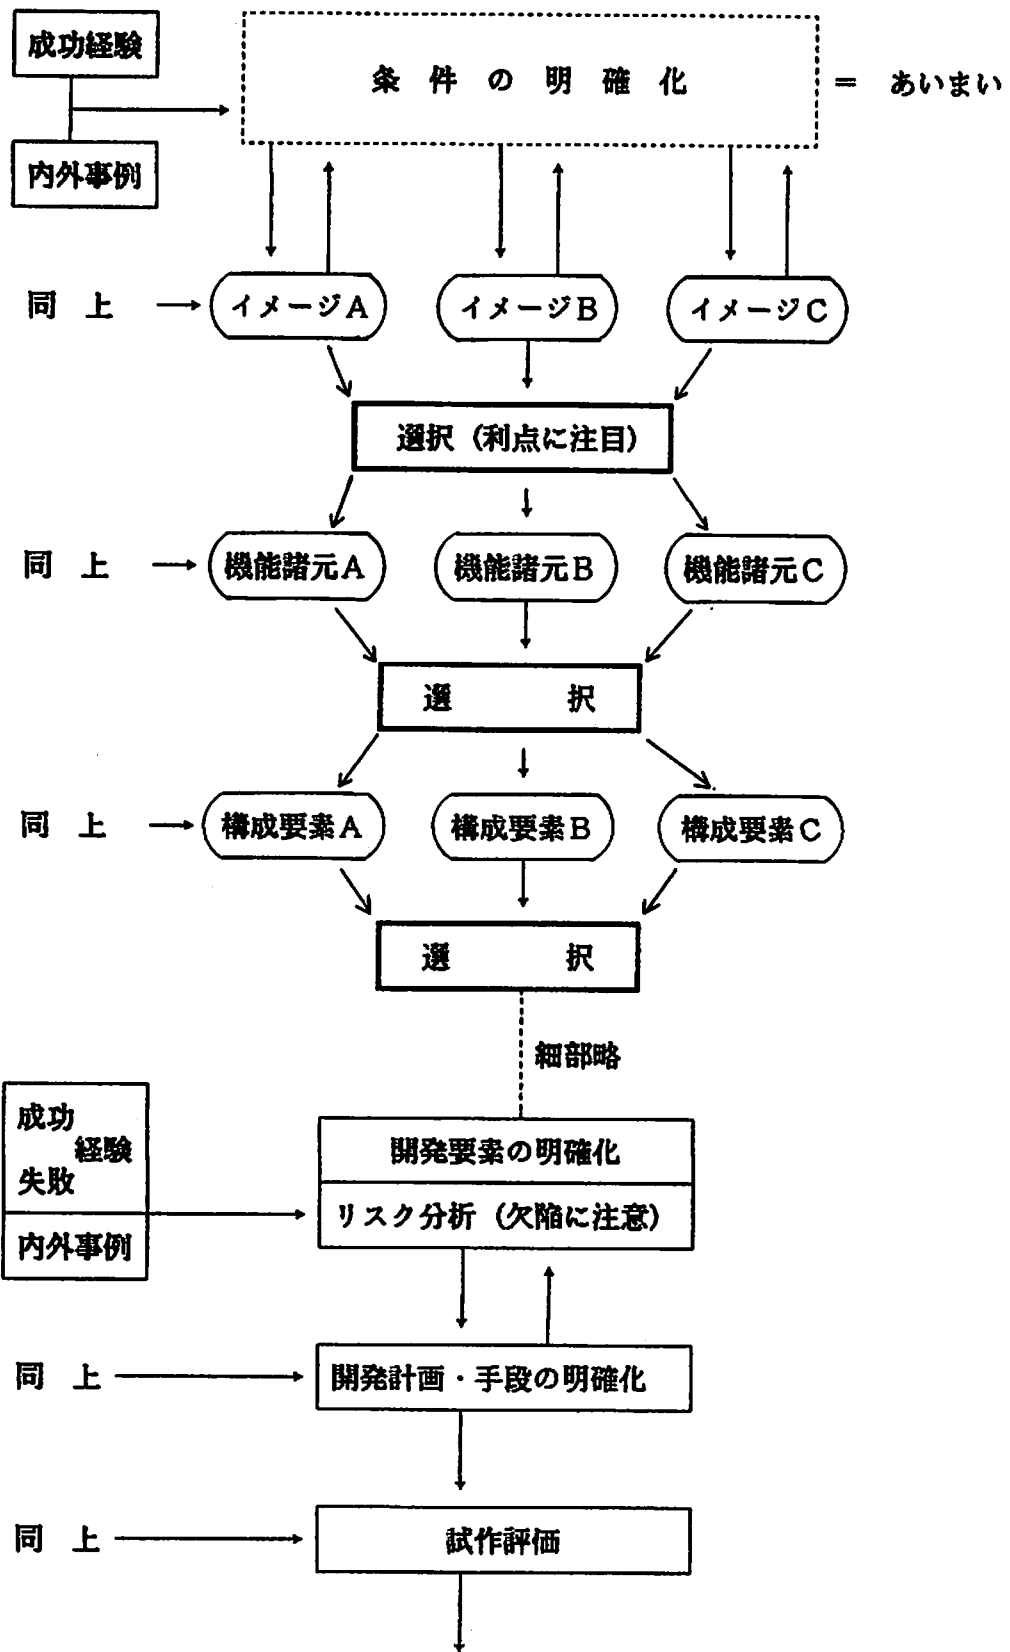 成功経験
条件の明確化
= あいまい
内外事例
同上
イメージA
イメージB
イメージC
選択（利点に注目）
同上
機能諸元A
機能諸元B
機能諸元C
選択
同上
構成要素A
構成要素B
構成要素C
選択
細部略
成功
経験
失敗
内外事例
開発要素の明確化
リスク分析（欠陥に注意）
同上
開発計画・手段の明確化
同上
試作評価